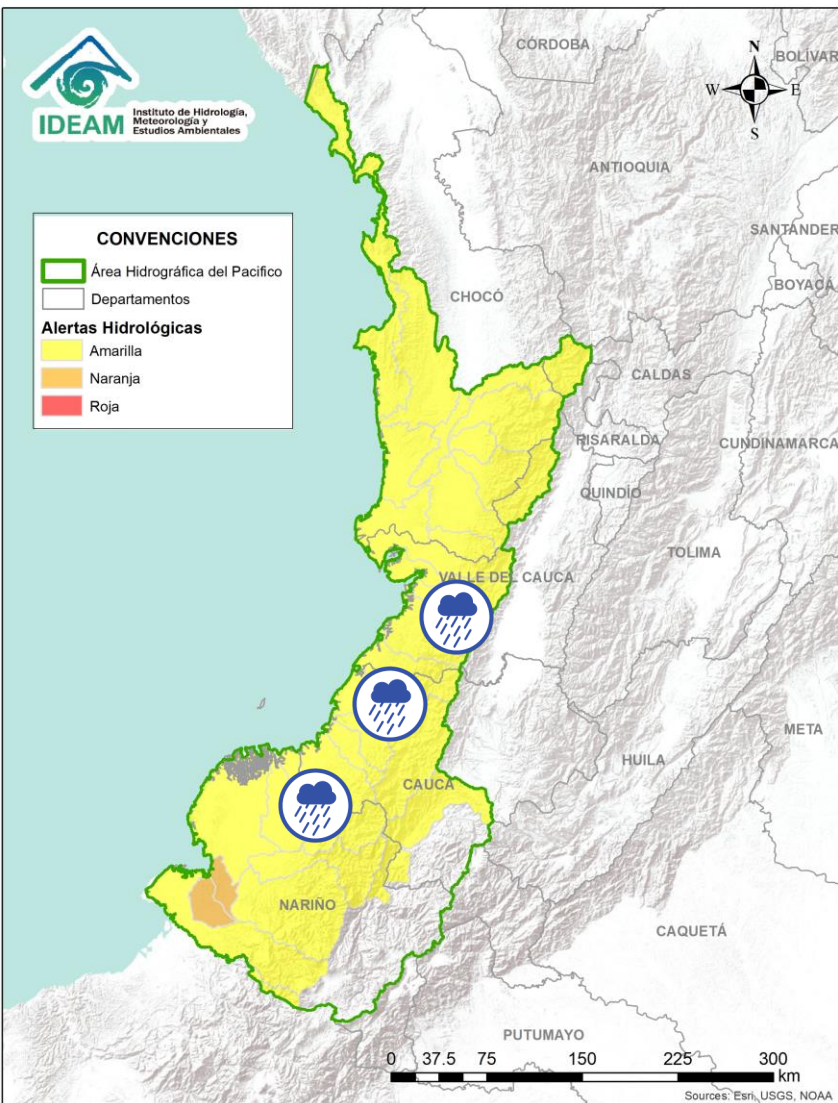 IDEAM
Instituto de Hidrología,
Meteorología y
Estudios Ambientales
N
W
E
S
CÓRDOBA
BOLÍVAR
ANTIOQUIA
SANTANDER
BOYACÁ
CONVENCIONES
Área Hidrográfica del Pacifico
Departamentos
Alertas Hidrológicas
Amarilla
Naranja
Roja
CHOCÓ
CALDAS
RISARALDA
CUNDINAMARCA
QUINDÍO
TOLIMA
VALLE DEL CAUCA
META
HUILA
CAUCA
NARIÑO
CAQUETÁ
PUTUMAYO
0 37.5 75 150 225 300
km
Sources: Esri, USGS, NOAA